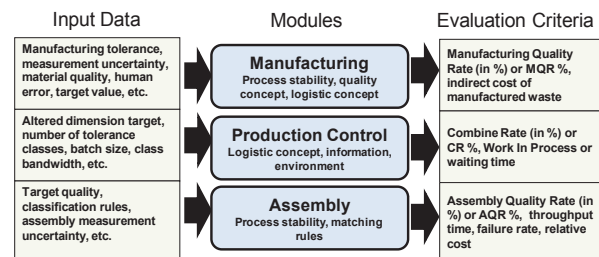 Input Data
Modules
Evaluation Criteria
Manufacturing tolerance,
measurement uncertainty,
material quality, human
error, target value, etc.
Manufacturing
Process stability, quality
concept, logistic concept
Manufacturing Quality
Rate (in %) or MQR %,
indirect cost of
manufactured waste
Altered dimension target,
number of tolerance
classes, batch size, class
bandwidth, etc.
Production Control
Logistic concept, information,
environment
Combine Rate (in %) or
CR %, Work In Process or
waiting time
Target quality,
classification rules,
assembly measurement
uncertainty, etc.
Assembly
Process stability, matching
rules
Assembly Quality Rate (in
%) or AQR %, throughput
time, failure rate, relative
cost